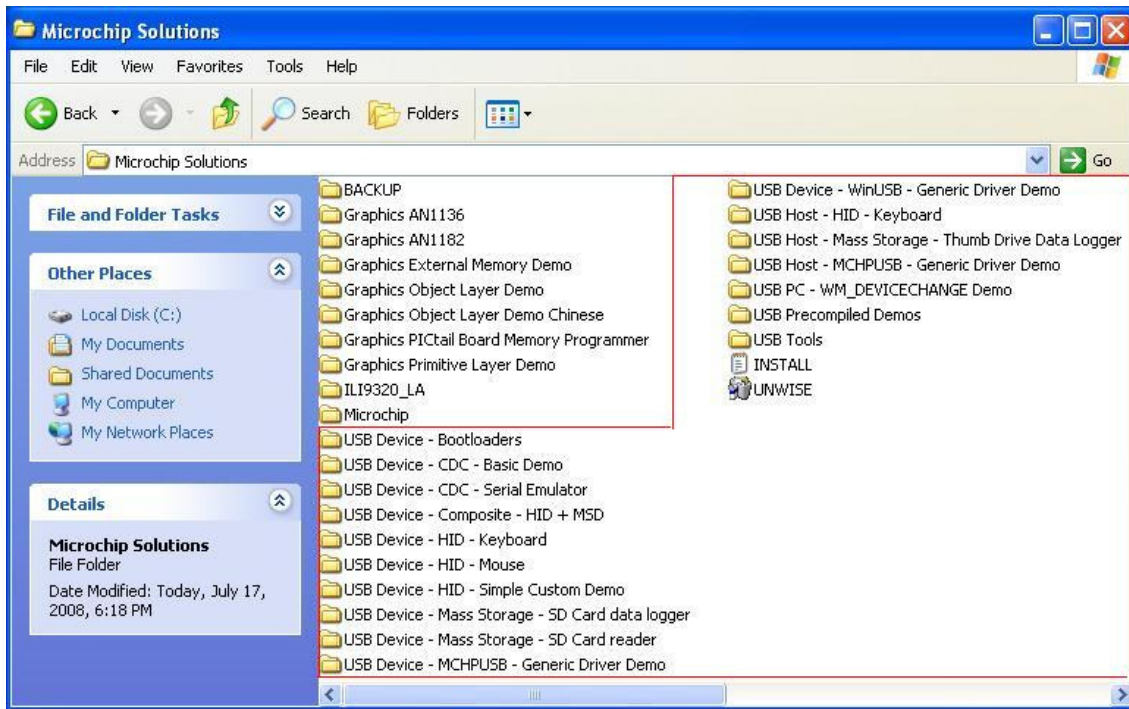 Microchip Solutions
File Edit View Favorites Tools Help
Back Search Folders
Address Microchip Solutions Go
File and Folder Tasks
Other Places
Local Disk (C:)
My Documents
Shared Documents
My Computer
My Network Places
Details
Microchip Solutions
File Folder
Date Modified: Today, July 17,
2008, 6:18 PM
BACKUP
Graphics AN1136
Graphics AN1182
Graphics External Memory Demo
Graphics Object Layer Demo
Graphics Object Layer Demo Chinese
Graphics PICtail Board Memory Programmer
Graphics Primitive Layer Demo
ILI9320_LA
Microchip
USB Device - Bootloaders
USB Device - CDC - Basic Demo
USB Device - CDC - Serial Emulator
USB Device - Composite - HID + MSD
USB Device - HID - Keyboard
USB Device - HID - Mouse
USB Device - HID - Simple Custom Demo
USB Device - Mass Storage - SD Card data logger
USB Device - Mass Storage - SD Card reader
USB Device - MCHPUSB - Generic Driver Demo
USB Device - WinUSB - Generic Driver Demo
USB Host - HID - Keyboard
USB Host - Mass Storage - Thumb Drive Data Logger
USB Host - MCHPUSB - Generic Driver Demo
USB PC - WM_DEVICECHANGE Demo
USB Precompiled Demos
USB Tools
INSTALL
UNWISE